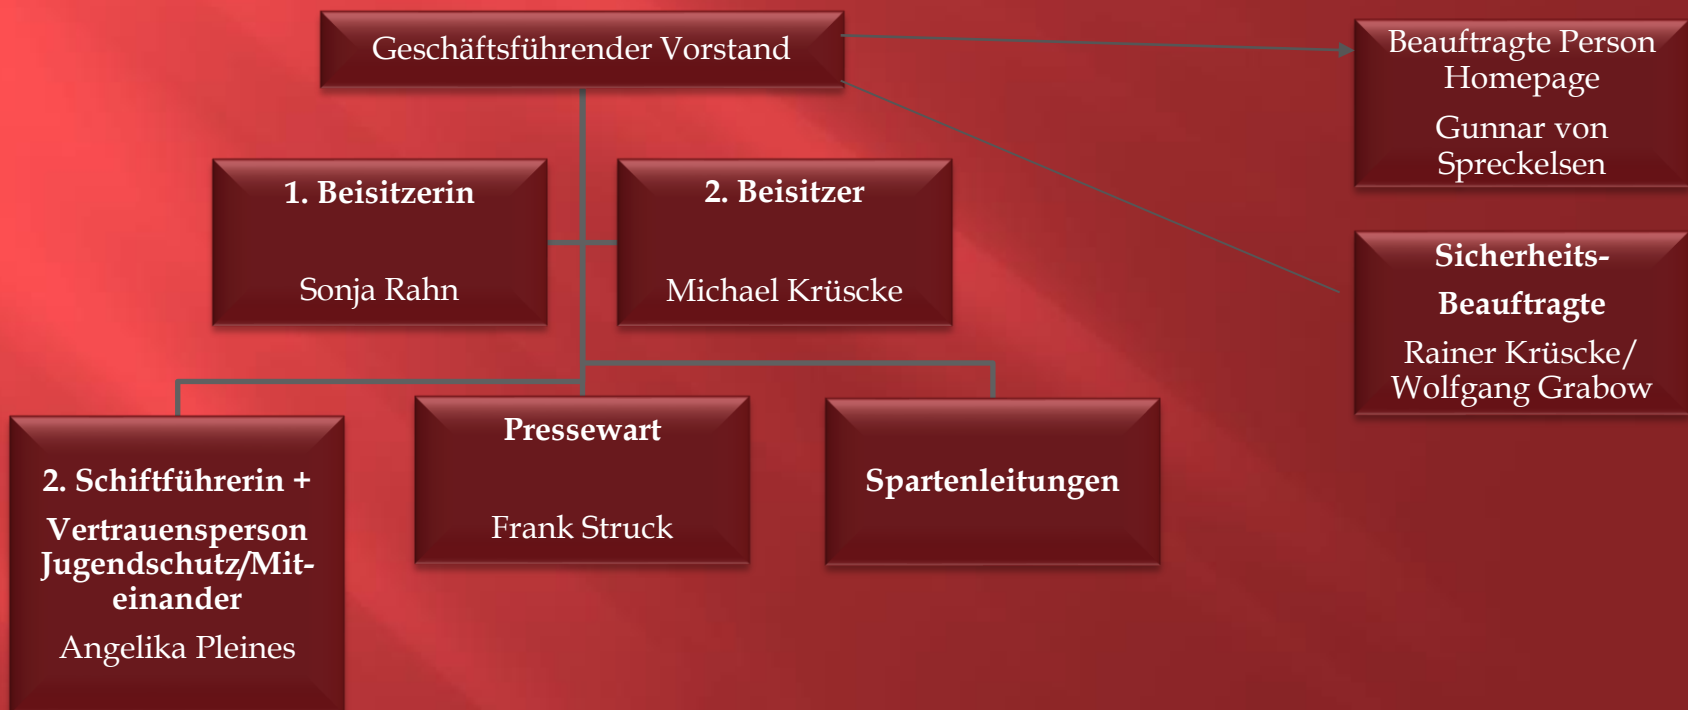 Geschäftsführender Vorstand
Beauftragte Person
Homepage
Gunnar von
Spreckelsen
1. Beisitzerin
Sonja Rahn
2. Beisitzer
Michael Krüscke
Sicherheits-
Beauftragte
Rainer Krüscke/
Wolfgang Grabow
2. Schiftführerin +
Vertrauensperson
Jugendschutz/Mit-
einander
Angelika Pleines
Pressewart
Frank Struck
Spartenleitungen